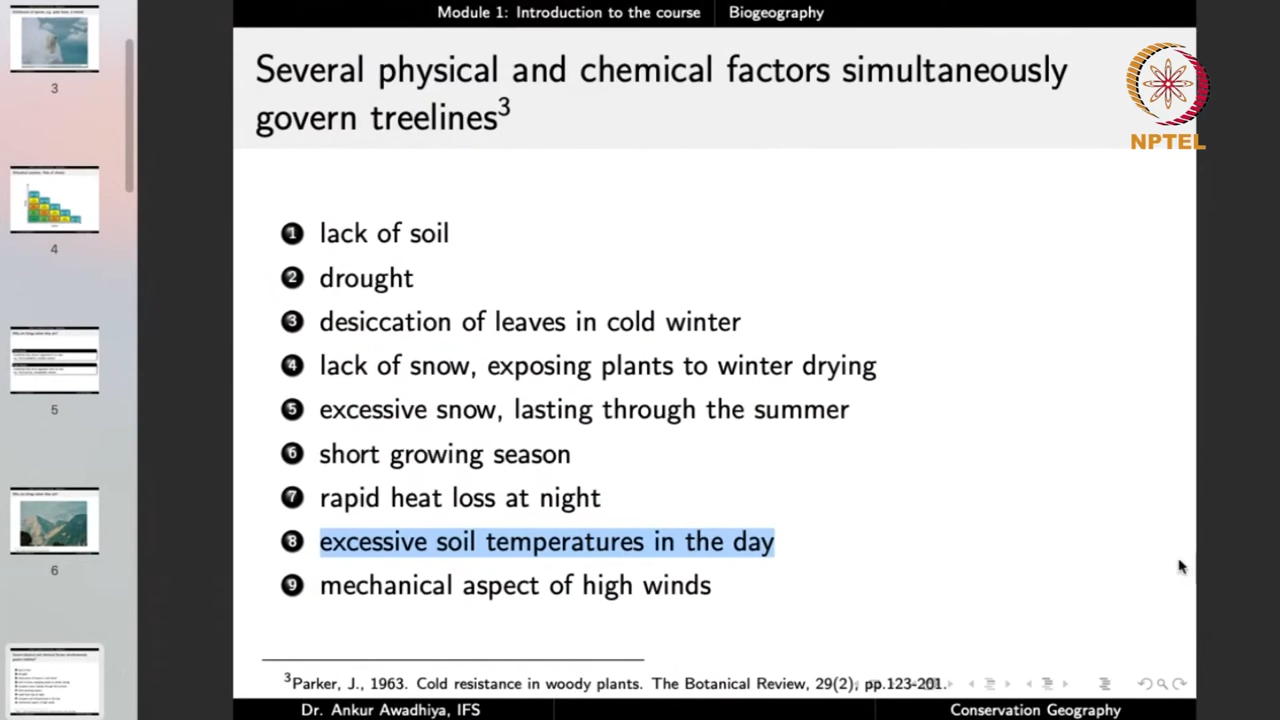 Module 1: Introduction to the course Biogeography
Several physical and chemical factors simultaneously
govern treelines3
NPTEL
1 lack of soil
2 drought
3 desiccation of leaves in cold winter
4 lack of snow, exposing plants to winter drying
5 excessive snow, lasting through the summer
6 short growing season
7 rapid heat loss at night
8 excessive soil temperatures in the day
9 mechanical aspect of high winds
3Parker, J., 1963. Cold resistance in woody plants. The Botanical Review, 29(2), pp.123-201.
Dr. Ankur Awadhiya, IFS Conservation Geography
3
4
5
6